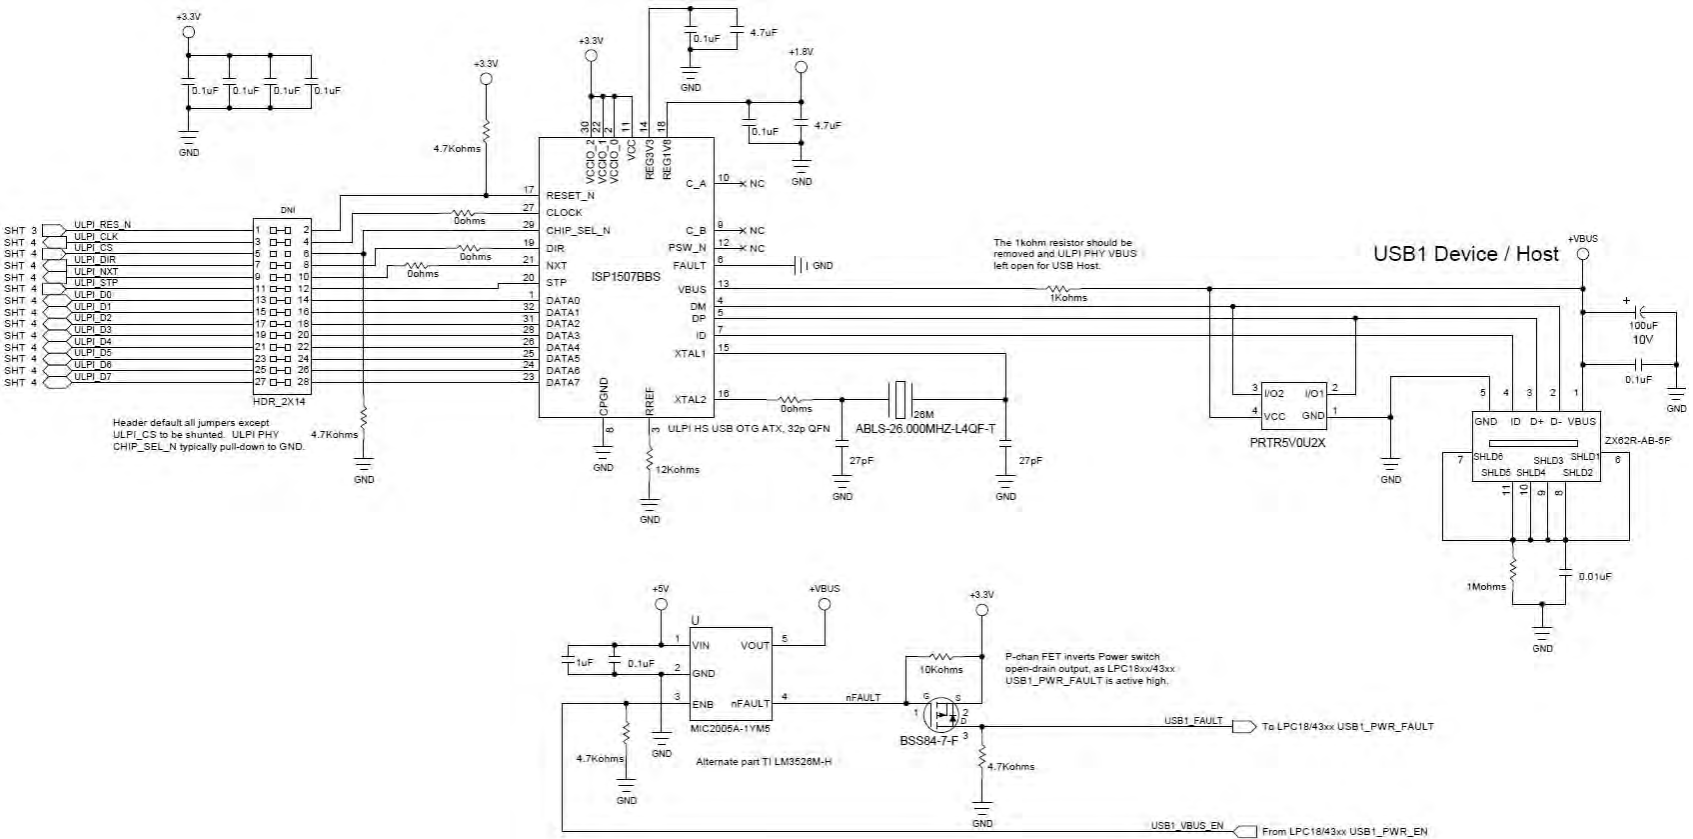 +3.3V
0.1uF 0.1uF 0.1uF 0.1uF
GND
+3.3V
4.7Kohms
+3.3V
0.1uF 4.7uF
GND
+1.8V
0.1uF 4.7uF
GND
30 22 2 11 14 18
VCCIO_2 VCCIO_1 VCCIO_0 VCC REG3V3 REG1V8
SHT 3 ULPI_RES_N
SHT 4 ULPI_CLK
SHT 4 ULPI_CS
SHT 4 ULPI_DIR
SHT 4 ULPI_NXT
SHT 4 ULPI_STP
SHT 4 ULPI_D0
SHT 4 ULPI_D1
SHT 4 ULPI_D2
SHT 4 ULPI_D3
SHT 4 ULPI_D4
SHT 4 ULPI_D5
SHT 4 ULPI_D6
SHT 4 ULPI_D7
DNI
1 2
3 4
5 6
7 8
9 10
11 12
13 14
15 16
17 18
19 20
21 22
23 24
25 26
27 28
HDR_2X14
Header default all jumpers except
ULPI_CS to be shunted. ULPI PHY
CHIP_SEL_N typically pull-down to GND.
4.7Kohms
GND
0ohms
0ohms
0ohms
17 RESET_N
27 CLOCK
29 CHIP_SEL_N
19 DIR
21 NXT
20 STP
1 DATA0
32 DATA1
31 DATA2
28 DATA3
26 DATA4
25 DATA5
24 DATA6
23 DATA7
ISP1507BBS
C_A 10 NC
C_B 9 NC
PSW_N 12 NC
FAULT 6 GND
VBUS 13
DM 4
DP 5
ID 7
XTAL1 15
XTAL2 16
CPGND RREF
8 3
ULPI HS USB OTG ATX, 32p QFN
GND
12Kohms
GND
0ohms
26M
ABLS-26.000MHZ-L4QF-T
27pF
GND
27pF
GND
The 1kohm resistor should be
removed and ULPI PHY VBUS
left open for USB Host.
1Kohms
USB1 Device / Host
+VBUS
+
100uF
10V
0.1uF
GND
3 I/O2 I/O1 2
4 VCC GND 1
PRTR5V0U2X
GND
5 4 3 2 1
GND ID D+ D- VBUS
ZX62R-AB-5P
7 SHLD6 SHLD3 SHLD1 6
SHLD5 SHLD4 SHLD2
11 10 9 8
1Mohms
0.01uF
GND
+5V
+VBUS
1uF 0.1uF
U
1 VIN VOUT 5
2 GND
3 ENB nFAULT 4
MIC2005A-1YM5
4.7Kohms
GND
GND
Alternate part TI LM3526M-H
nFAULT
10Kohms
+3.3V
G S
1 2
D
3
BSS84-7-F
P-chan FET inverts Power switch
open-drain output, as LPC18xx/43xx
USB1_PWR_FAULT is active high.
4.7Kohms
GND
USB1_FAULT To LPC18/43xx USB1_PWR_FAULT
USB1_VBUS_EN From LPC18/43xx USB1_PWR_EN